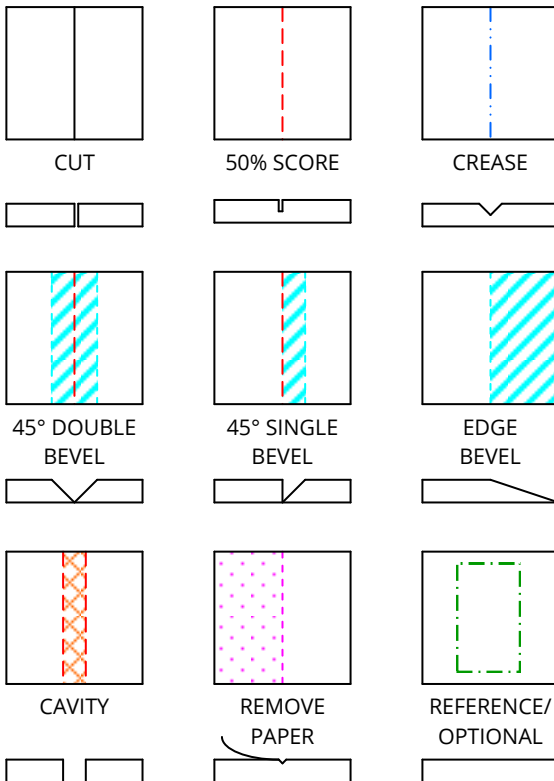 CUT
50% SCORE
CREASE
45° DOUBLE
BEVEL
45° SINGLE
BEVEL
EDGE
BEVEL
CAVITY
REMOVE
PAPER
REFERENCE/
OPTIONAL